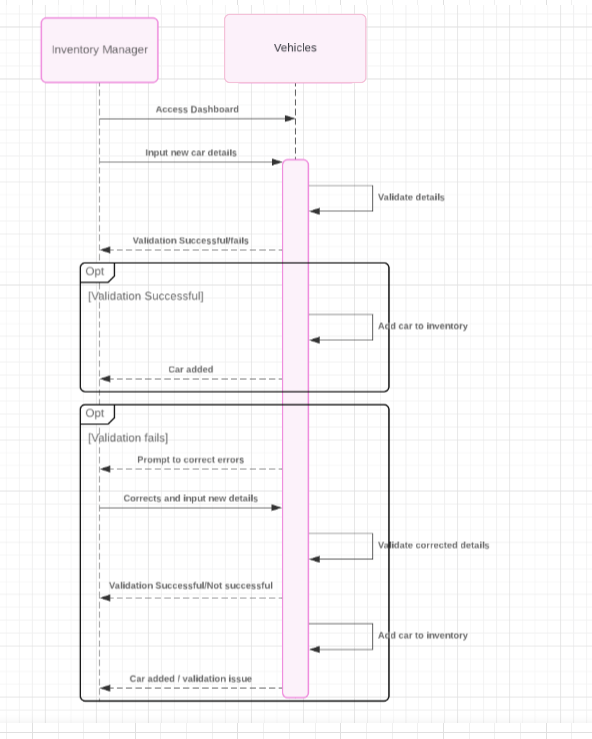 Inventory Manager
Vehicles
Access Dashboard
Input new car details
Validate details
Validation Successful/fails
Opt
[Validation Successful]
Add car to inventory
Car added
Opt
[Validation fails]
Prompt to correct errors
Corrects and input new details
Validate corrected details
Validation Successful/Not successful
Add car to inventory
Car added / validation issue